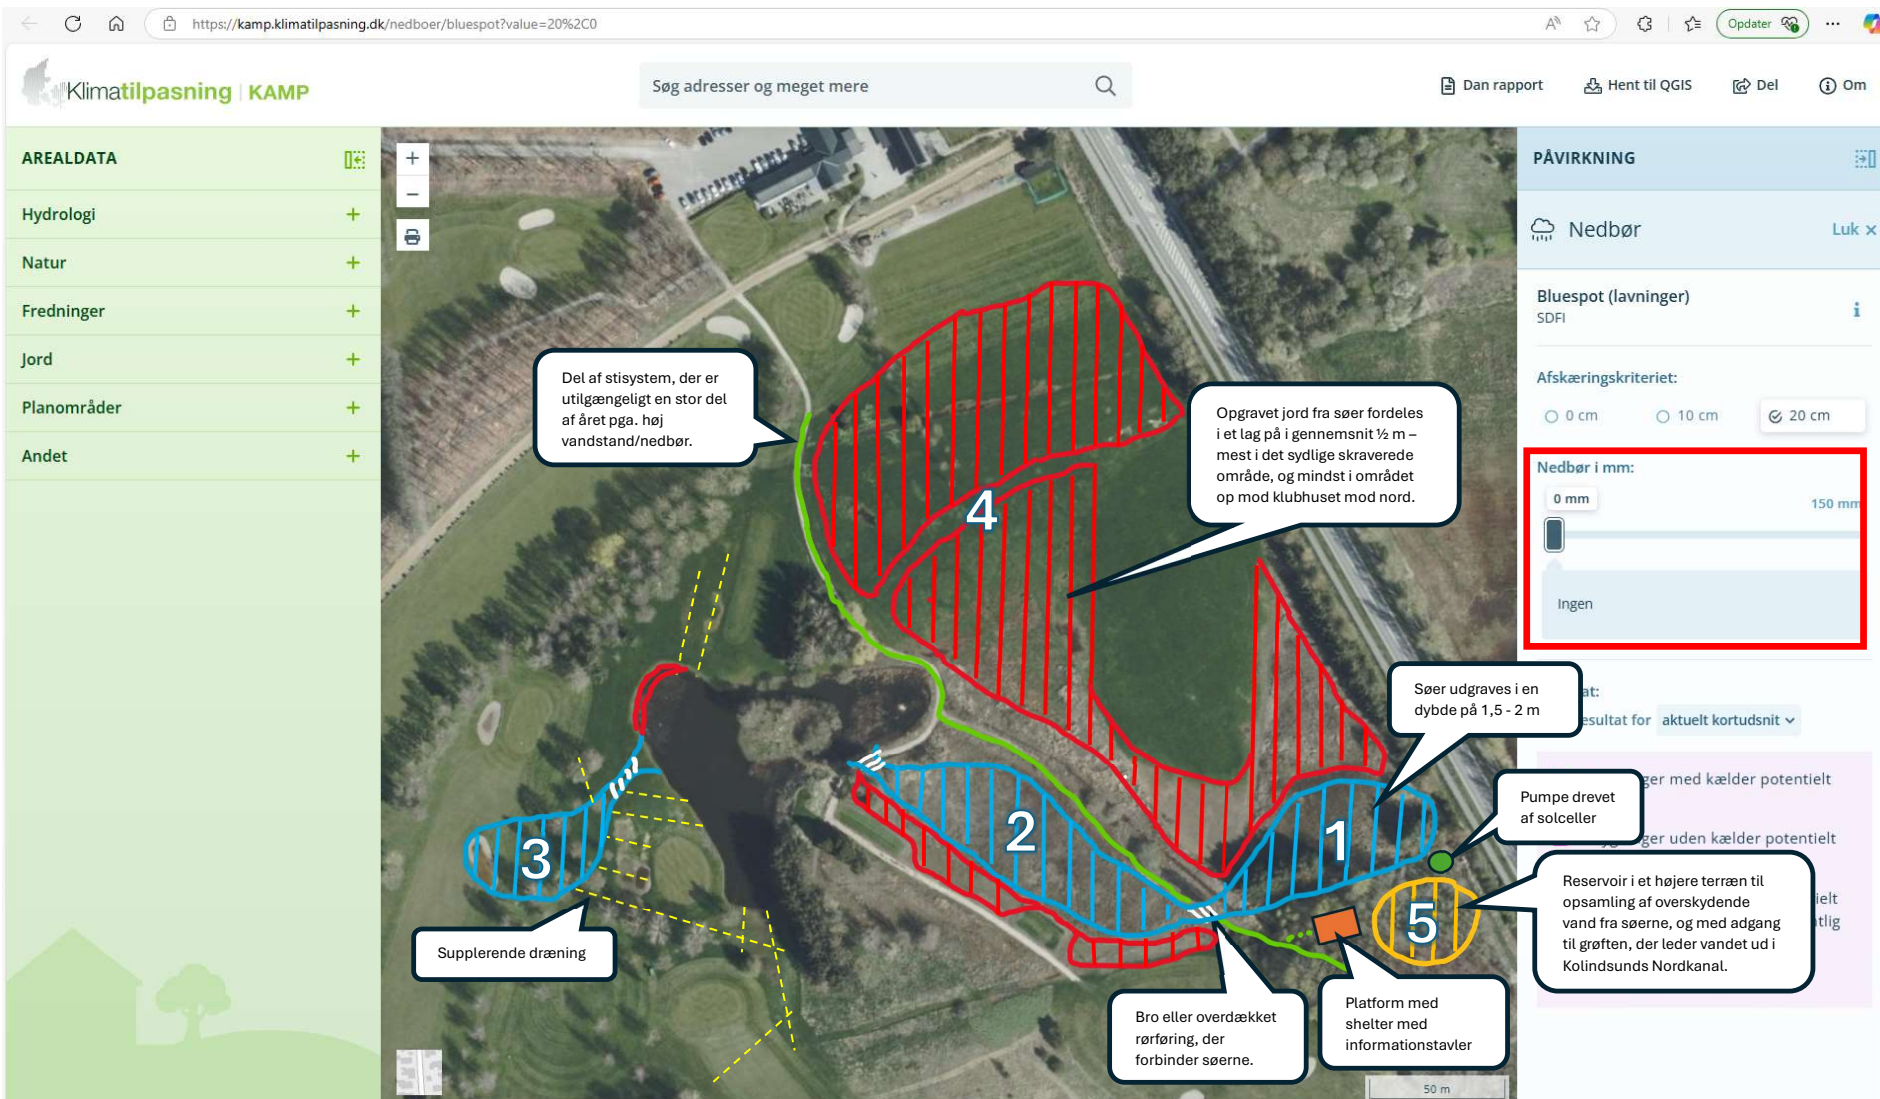 https://kamp.klimatilpasning.dk/nedboer/bluespot?value=20%2C0
Opdater
Klimatilpasning | KAMP
Søg adresser og meget mere
Dan rapport
Hent til QGIS
Del
Om
AREALDATA
Hydrologi
Natur
Fredninger
Jord
Planområder
Andet
Del af stisystem, der er
utilgængeligt en stor del
af året pga. høj
vandstand/nedbør.
Opgravet jord fra søer fordeles
i et lag på i gennemsnit ½ m –
mest i det sydlige skraverede
område, og mindst i området
op mod klubhuset mod nord.
4
Søer udgraves i en
dybde på 1,5 - 2 m
2
1
3
5
Pumpe drevet
af solceller
Reservoir i et højere terræn til
opsamling af overskydende
vand fra søerne, og med adgang
til grøften, der leder vandet ud i
Kolindsunds Nordkanal.
Supplerende dræning
Bro eller overdækket
rørføring, der
forbinder søerne.
Platform med
shelter med
informationstavler
50 m
PÅVIRKNING
Nedbør
Luk ×
Bluespot (lavninger)
SDFI
Afskæringskriteriet:
0 cm
10 cm
20 cm
Nedbør i mm:
0 mm
150 mm
Ingen
at:
esultat for aktuelt kortudsnit
ger med kælder potentielt
ger uden kælder potentielt
ielt
tlig